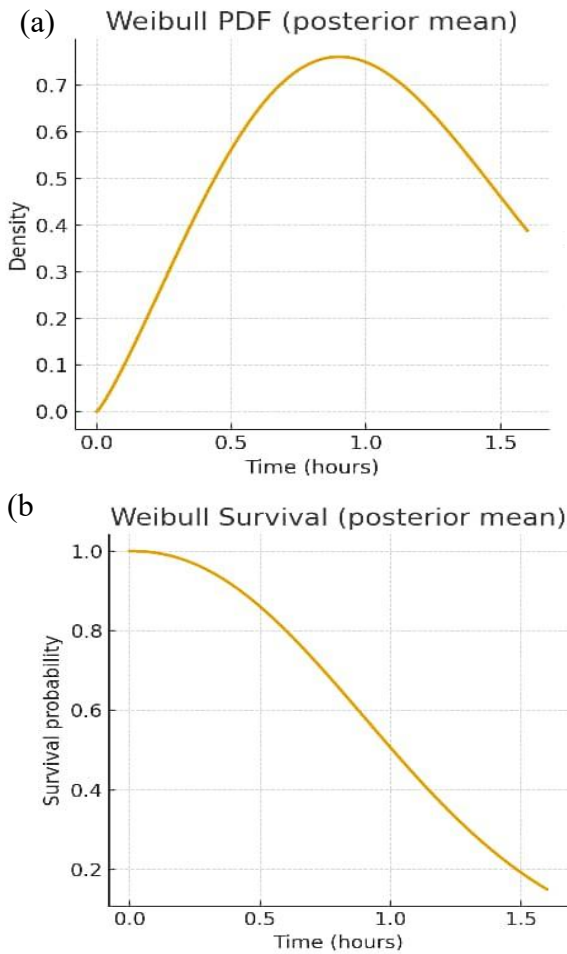 (a)
Weibull PDF (posterior mean)
Density
0.7
0.6
0.5
0.4
0.3
0.2
0.1
0.0
0.0 0.5 1.0 1.5
Time (hours)
(b)
Weibull Survival (posterior mean)
Survival probability
1.0
0.8
0.6
0.4
0.2
0.0 0.5 1.0 1.5
Time (hours)